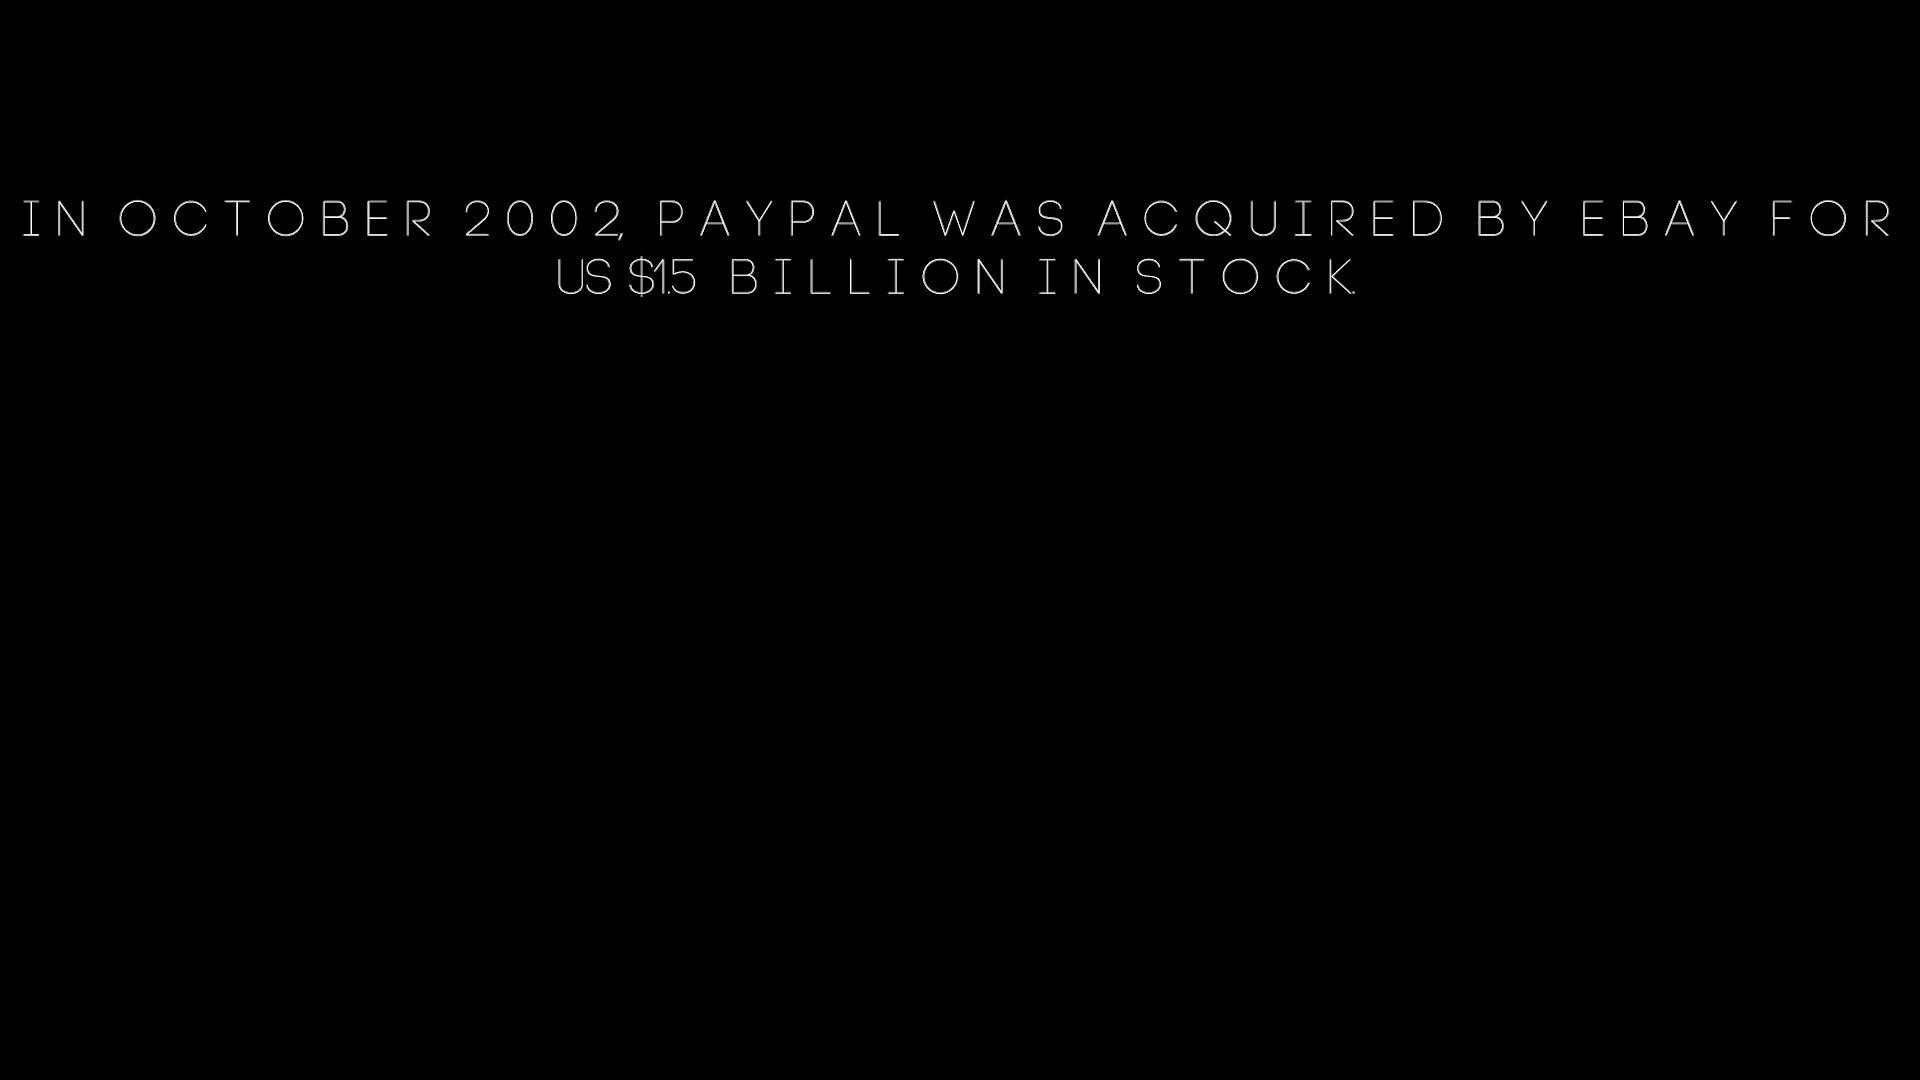 IN OCTOBER 2002, PAYPAL WAS ACQUIRED BY EBAY FOR
US $1.5 BILLION IN STOCK.